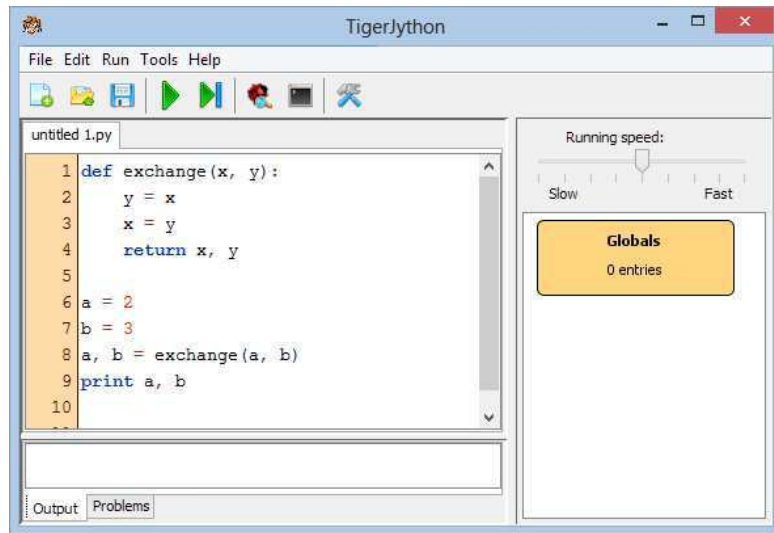 TigerJython
File Edit Run Tools Help
untitled 1.py
1 def exchange(x, y):
2     y = x
3     x = y
4     return x, y
5
6 a = 2
7 b = 3
8 a, b = exchange(a, b)
9 print a, b
10
Output Problems
Running speed:
Slow Fast
Globals
0 entries